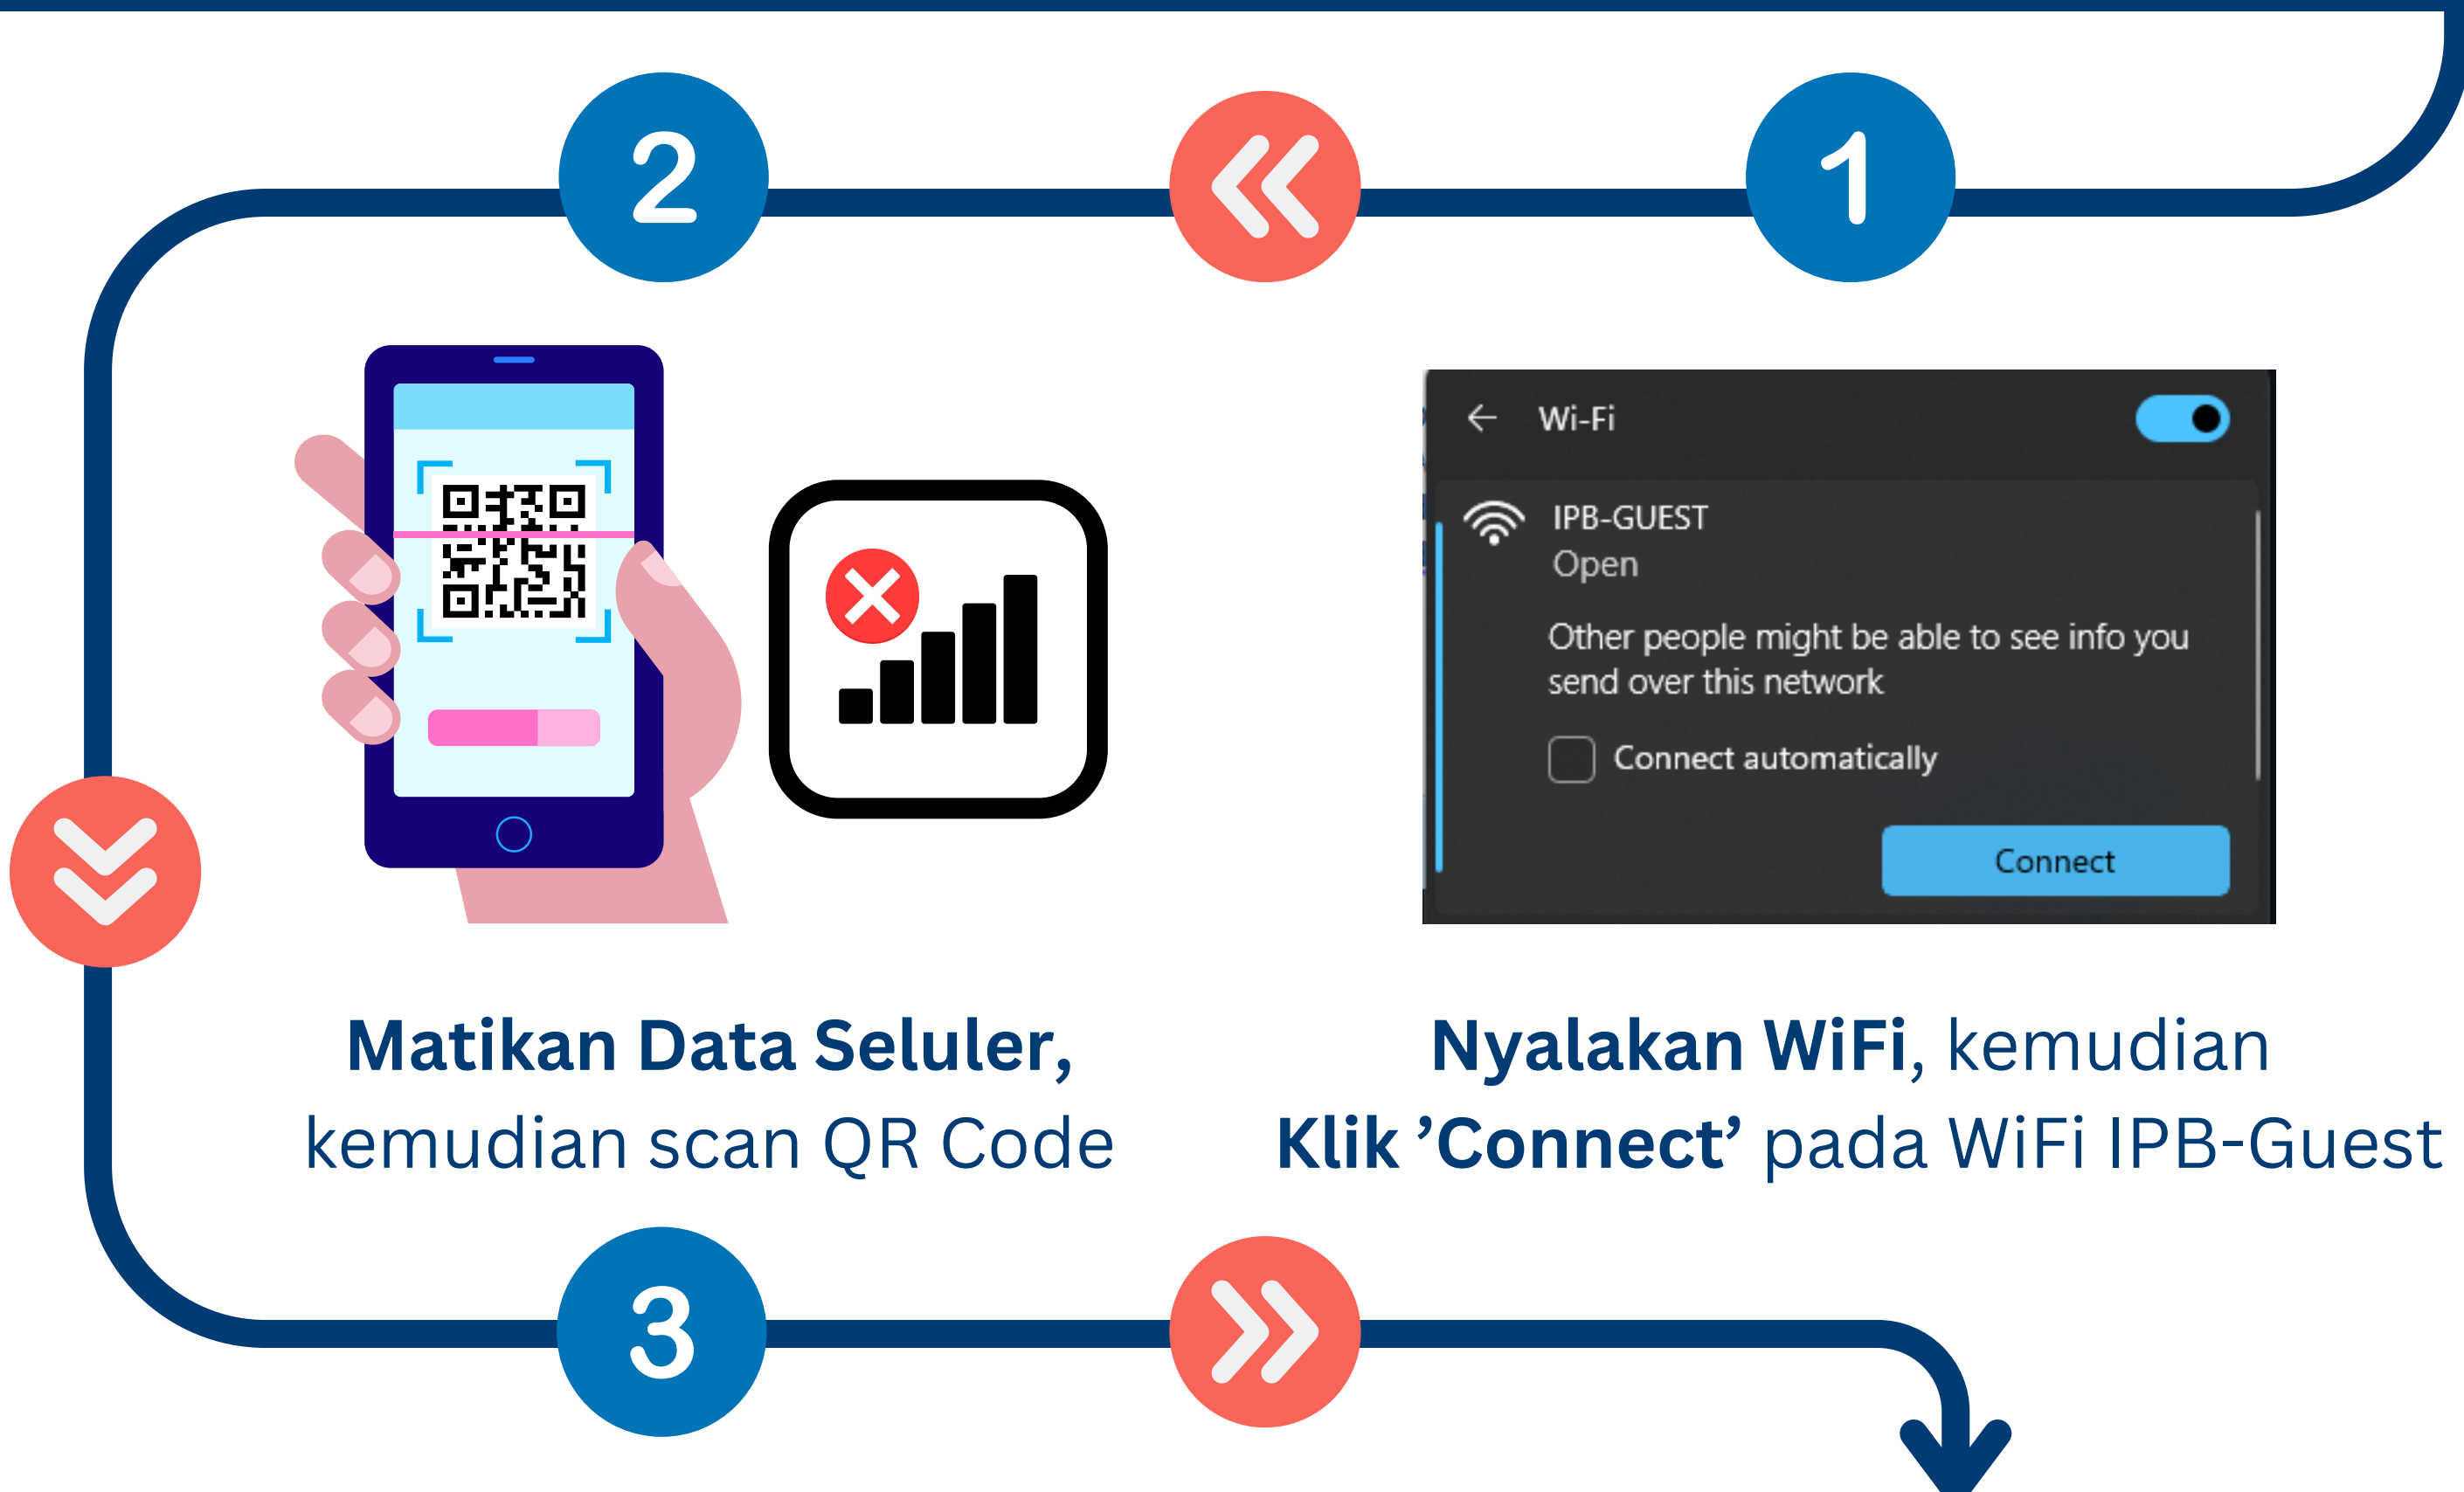 1
Wi-Fi
IPB-GUEST
Open
Other people might be able to see info you
send over this network
Connect automatically
Connect
Nyalakan WiFi, kemudian
Klik ’Connect’ pada WiFi IPB-Guest
2
Matikan Data Seluler,
kemudian scan QR Code
3